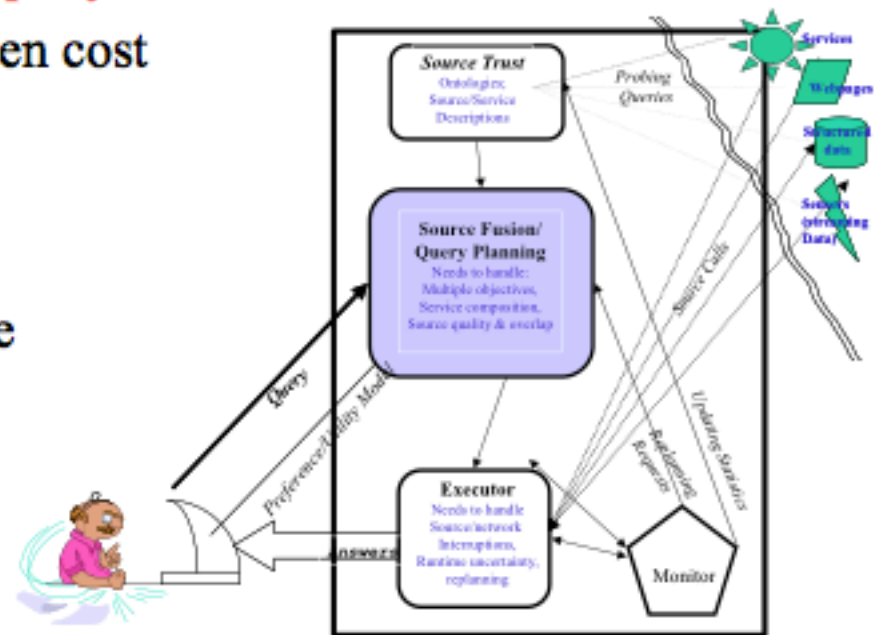 en cost
e
Source Trust
Ontologies;
Source/Service
Descriptions
Probing
Queries
Services
Webpages
Structured
data
Sensors
(streaming
Data)
Source Fusion/
Query Planning
Needs to handle:
Multiple objectives,
Service composition,
Source quality & overlap
Source Calls
Query
Preference/Utility Model
Replanning
Requests
Updating Statistics
Executor
Needs to handle
Source/network
Interruptions,
Runtime uncertainty,
replanning
Answers
Monitor